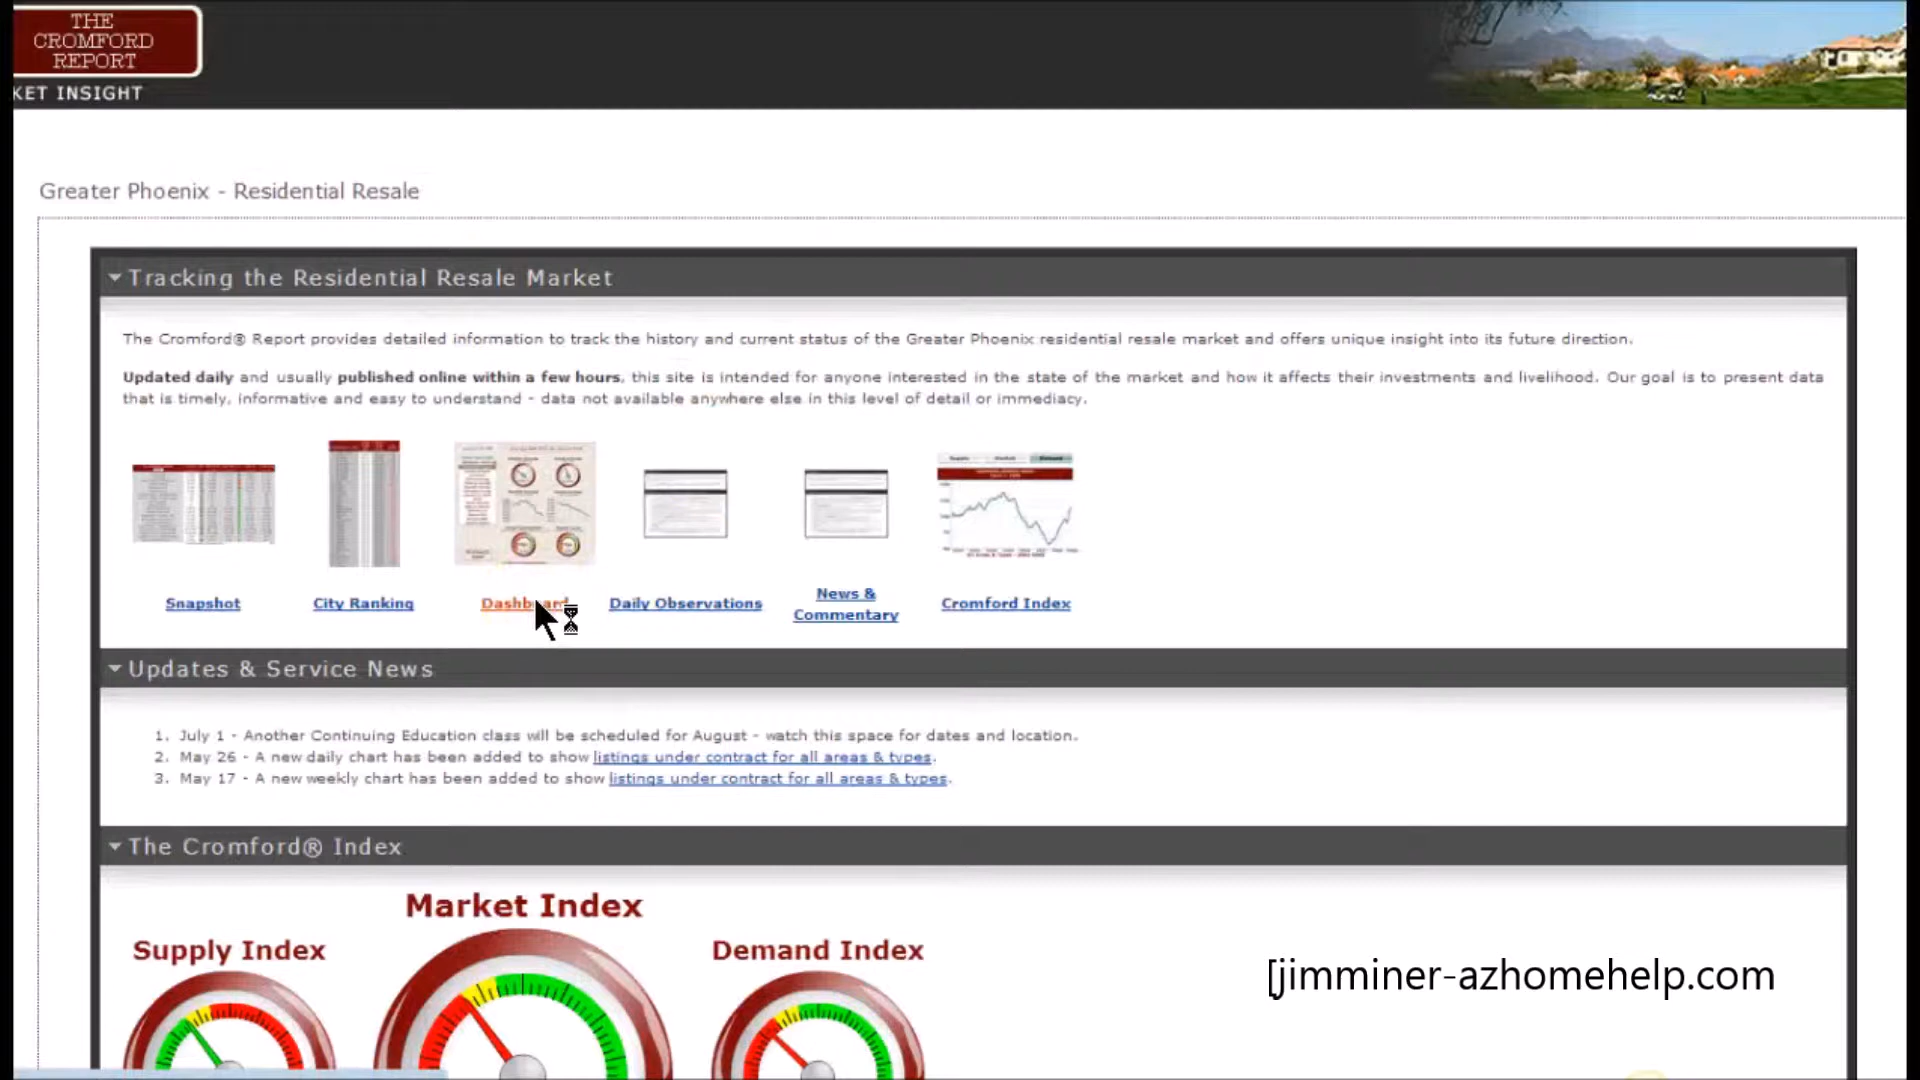 THE
CROMFORD
REPORT
KET INSIGHT
Greater Phoenix - Residential Resale
Tracking the Residential Resale Market
The Cromford® Report provides detailed information to track the history and current status of the Greater Phoenix residential resale market and offers unique insight into its future direction.
Updated daily and usually published online within a few hours, this site is intended for anyone interested in the state of the market and how it affects their investments and livelihood. Our goal is to present data
that is timely, informative and easy to understand - data not available anywhere else in this level of detail or immediacy.
Snapshot
City Ranking
Dashboard
Daily Observations
News &
Commentary
Cromford Index
Updates & Service News
1. July 1 - Another Continuing Education class will be scheduled for August - watch this space for dates and location.
2. May 26 - A new daily chart has been added to show listings under contract for all areas & types.
3. May 17 - A new weekly chart has been added to show listings under contract for all areas & types.
The Cromford® Index
Market Index
Supply Index
Demand Index
[jimminer-azhomehelp.com